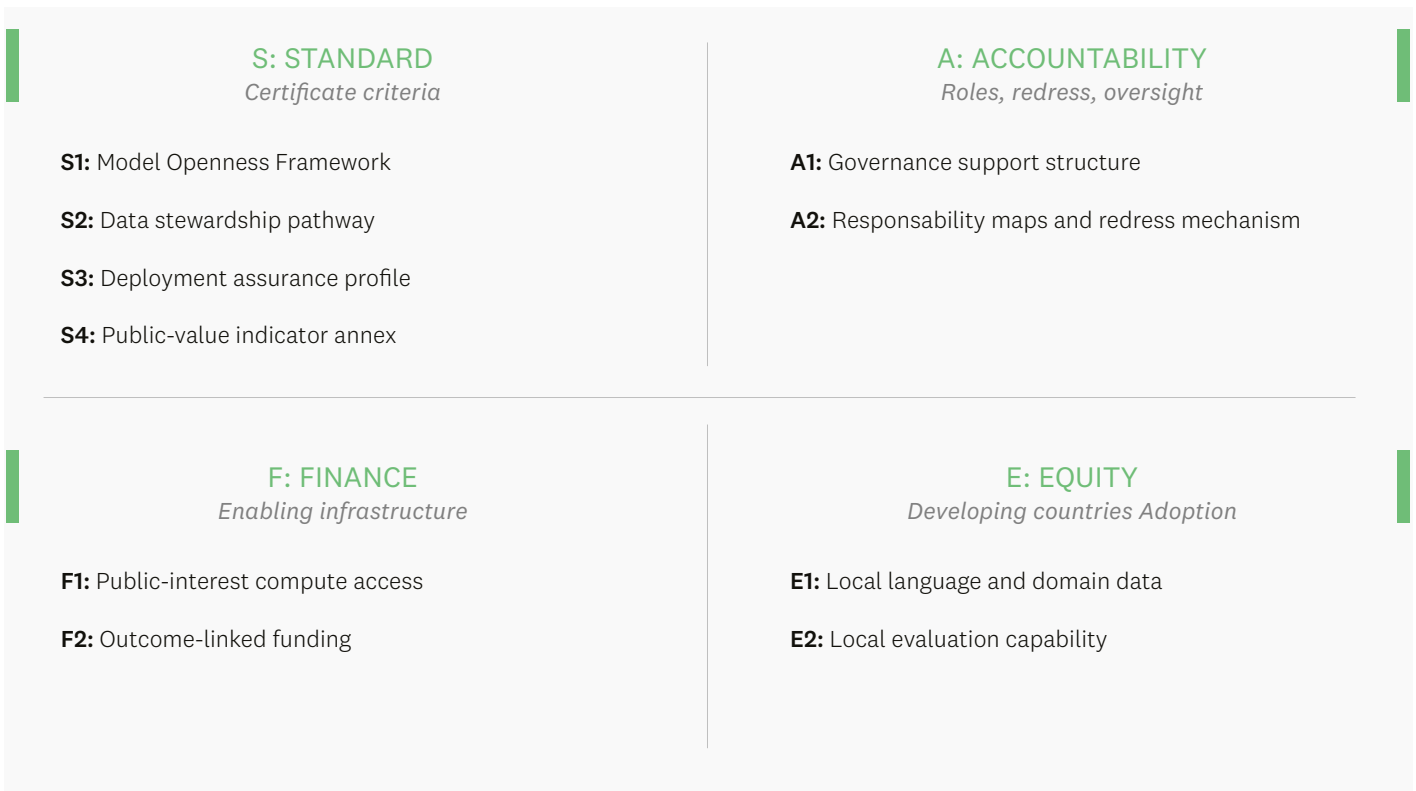 S: STANDARD
Certificate criteria
S1: Model Openness Framework
S2: Data stewardship pathway
S3: Deployment assurance profile
S4: Public-value indicator annex
A: ACCOUNTABILITY
Roles, redress, oversight
A1: Governance support structure
A2: Responsability maps and redress mechanism
F: FINANCE
Enabling infrastructure
F1: Public-interest compute access
F2: Outcome-linked funding
E: EQUITY
Developing countries Adoption
E1: Local language and domain data
E2: Local evaluation capability